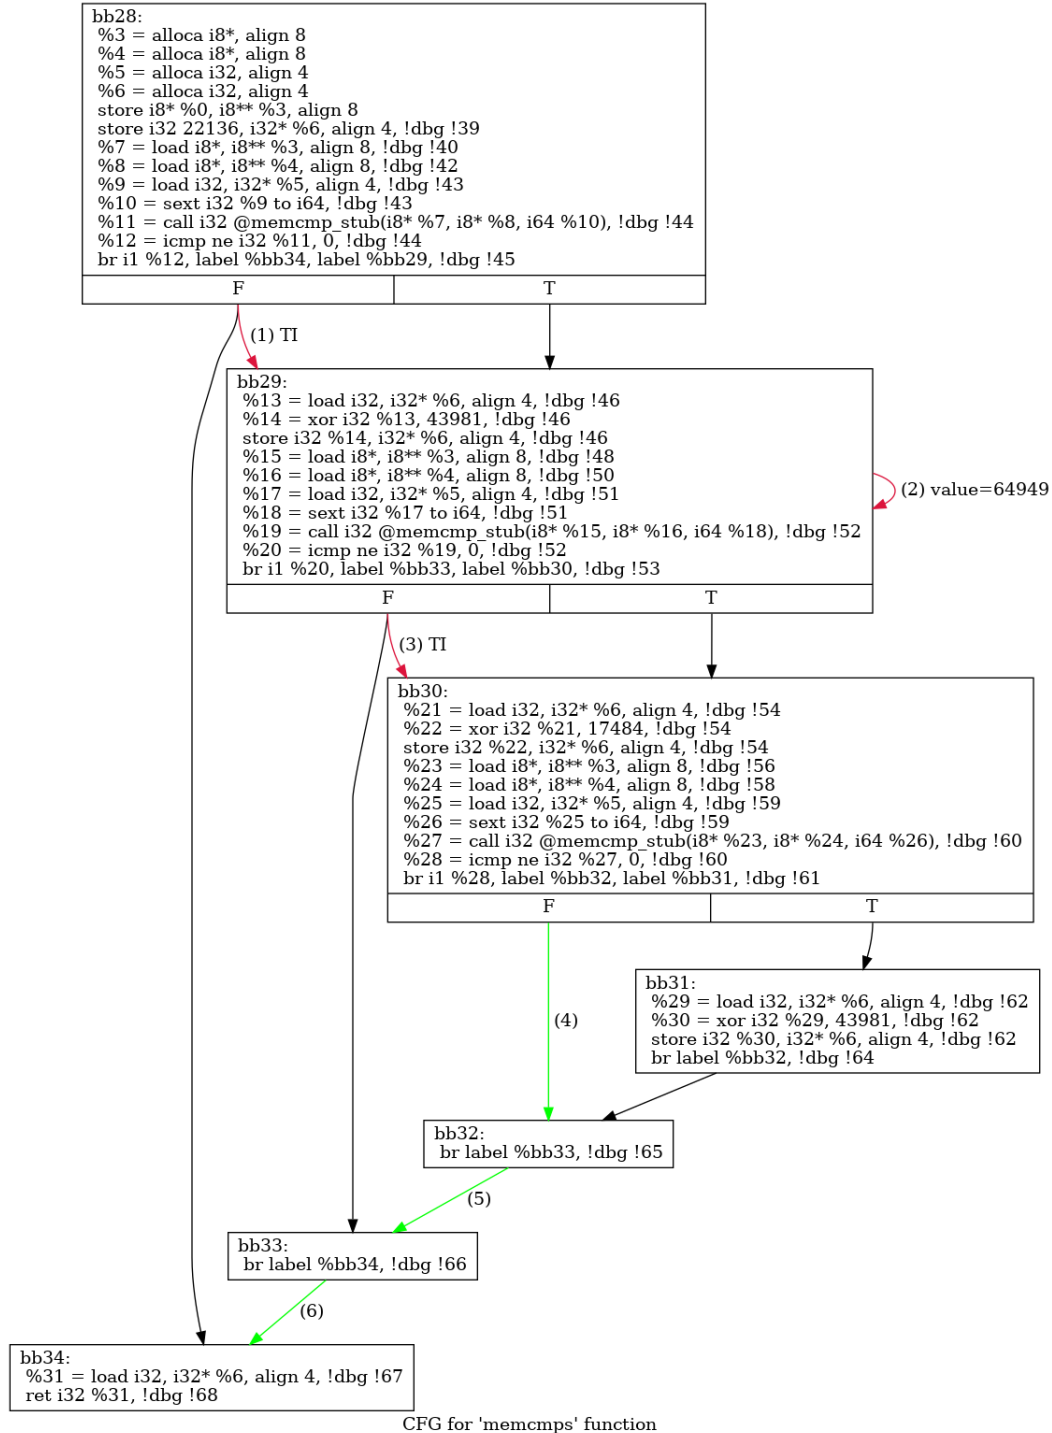 bb28:
%3 = alloca i8*, align 8
%4 = alloca i8*, align 8
%5 = alloca i32, align 4
%6 = alloca i32, align 4
store i8* %0, i8** %3, align 8
store i32 22136, i32* %6, align 4, !dbg !39
%7 = load i8*, i8** %3, align 8, !dbg !40
%8 = load i8*, i8** %4, align 8, !dbg !42
%9 = load i32, i32* %5, align 4, !dbg !43
%10 = sext i32 %9 to i64, !dbg !43
%11 = call i32 @memcmp_stub(i8* %7, i8* %8, i64 %10), !dbg !44
%12 = icmp ne i32 %11, 0, !dbg !44
br i1 %12, label %bb34, label %bb29, !dbg !45
F
T
(1) TI
bb29:
%13 = load i32, i32* %6, align 4, !dbg !46
%14 = xor i32 %13, 43981, !dbg !46
store i32 %14, i32* %6, align 4, !dbg !46
%15 = load i8*, i8** %3, align 8, !dbg !48
%16 = load i8*, i8** %4, align 8, !dbg !50
%17 = load i32, i32* %5, align 4, !dbg !51
%18 = sext i32 %17 to i64, !dbg !51
%19 = call i32 @memcmp_stub(i8* %15, i8* %16, i64 %18), !dbg !52
%20 = icmp ne i32 %19, 0, !dbg !52
br i1 %20, label %bb33, label %bb30, !dbg !53
F
T
(2) value=64949
(3) TI
bb30:
%21 = load i32, i32* %6, align 4, !dbg !54
%22 = xor i32 %21, 17484, !dbg !54
store i32 %22, i32* %6, align 4, !dbg !54
%23 = load i8*, i8** %3, align 8, !dbg !56
%24 = load i8*, i8** %4, align 8, !dbg !58
%25 = load i32, i32* %5, align 4, !dbg !59
%26 = sext i32 %25 to i64, !dbg !59
%27 = call i32 @memcmp_stub(i8* %23, i8* %24, i64 %26), !dbg !60
%28 = icmp ne i32 %27, 0, !dbg !60
br i1 %28, label %bb32, label %bb31, !dbg !61
F
T
(4)
bb31:
%29 = load i32, i32* %6, align 4, !dbg !62
%30 = xor i32 %29, 43981, !dbg !62
store i32 %30, i32* %6, align 4, !dbg !62
br label %bb32, !dbg !64
bb32:
br label %bb33, !dbg !65
(5)
bb33:
br label %bb34, !dbg !66
(6)
bb34:
%31 = load i32, i32* %6, align 4, !dbg !67
ret i32 %31, !dbg !68
CFG for 'memcmps' function